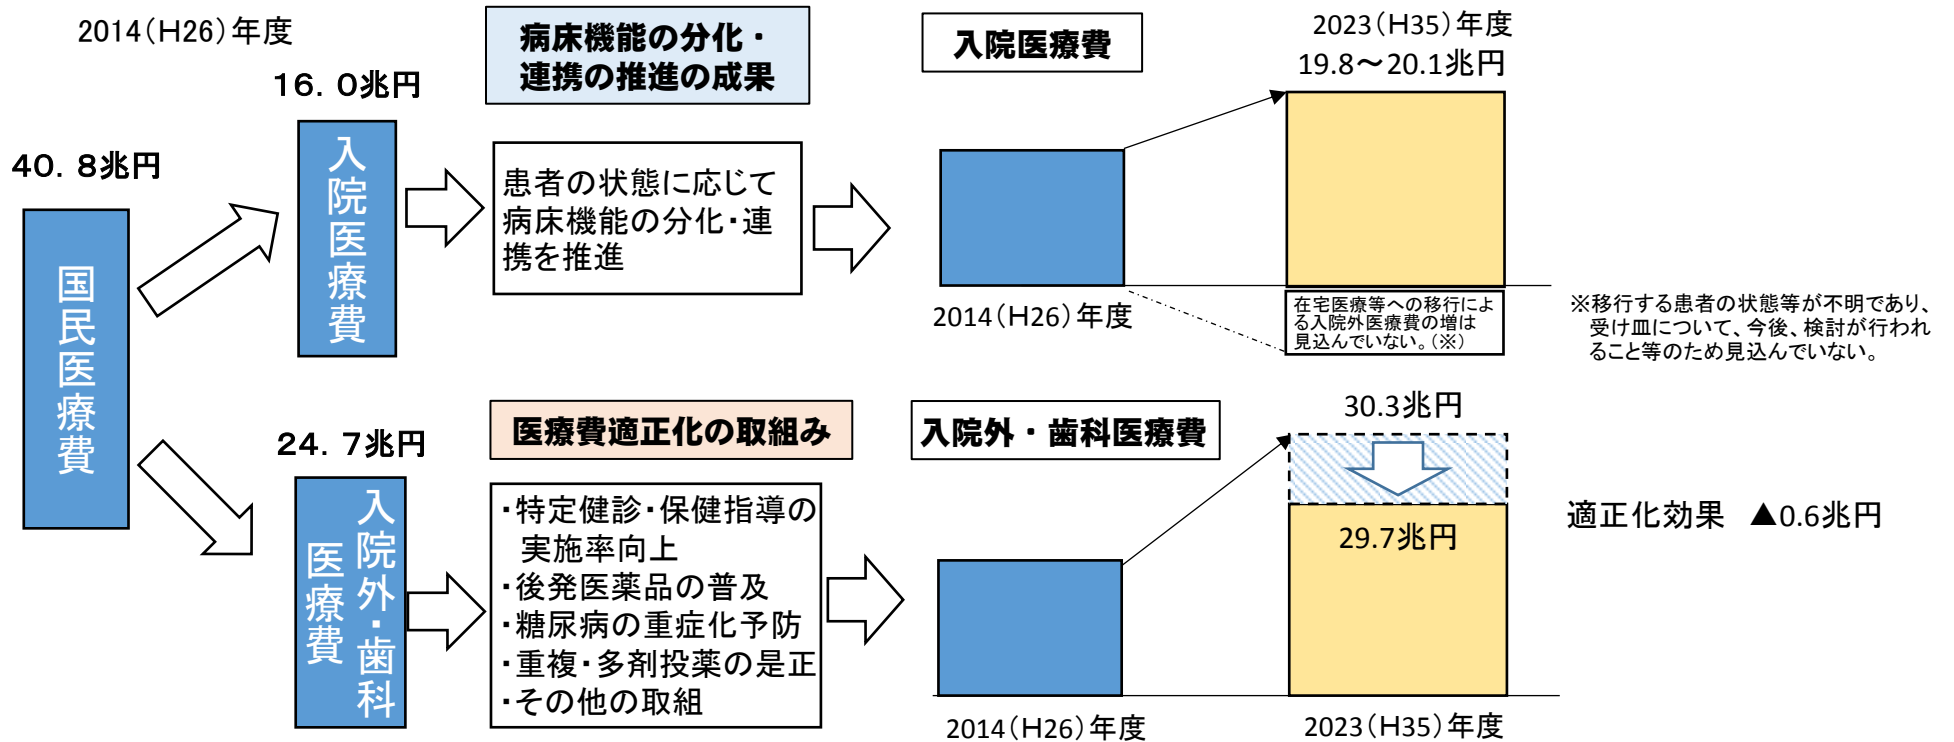 2014（H26）年度
40．8兆円
国民医療費
16．0兆円
入院医療費
病床機能の分化・
連携の推進の成果
患者の状態に応じて
病床機能の分化・連
携を推進
入院医療費
2014（H26）年度
2023（H35）年度
19.8～20.1兆円
在宅医療等への移行によ
る入院外医療費の増は
見込んでいない。（※）
※移行する患者の状態等が不明であり、
受け皿について、今後、検討が行われ
ること等のため見込んでいない。
24．7兆円
入院外・歯科
医療費
医療費適正化の取組み
・特定健診・保健指導の
実施率向上
・後発医薬品の普及
・糖尿病の重症化予防
・重複・多剤投薬の是正
・その他の取組
入院外・歯科医療費
2014（H26）年度
30.3兆円
29.7兆円
2023（H35）年度
適正化効果　▲0.6兆円